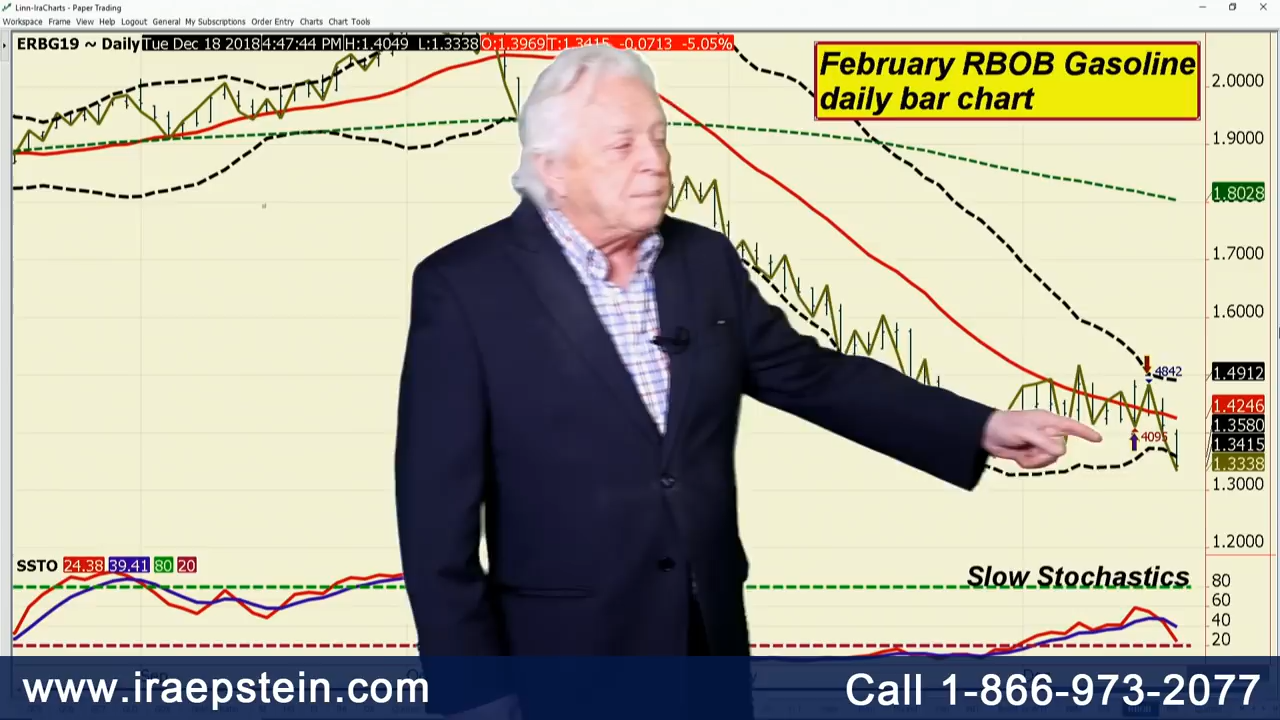 Linn-IraCharts - Paper Trading
Workspace Frame View Help Logout General My Subscriptions Order Entry Charts Chart Tools
ERBG19 ~ Daily Tue Dec 18 2018 4:47:44 PM H:1.4049 L:1.3338 O:1.3969 T:1.3415 -0.0713 -5.05%
February RBOB Gasoline
daily bar chart
2.0000
1.9000
1.8028
1.7000
1.6000
4842
1.4912
1.4246
1.3580
4095
1.3415
1.3338
1.3000
1.2000
SSTO 24.38 39.41 80 20
Slow Stochastics
80
60
40
20
www.iraepstein.com
Call 1-866-973-2077